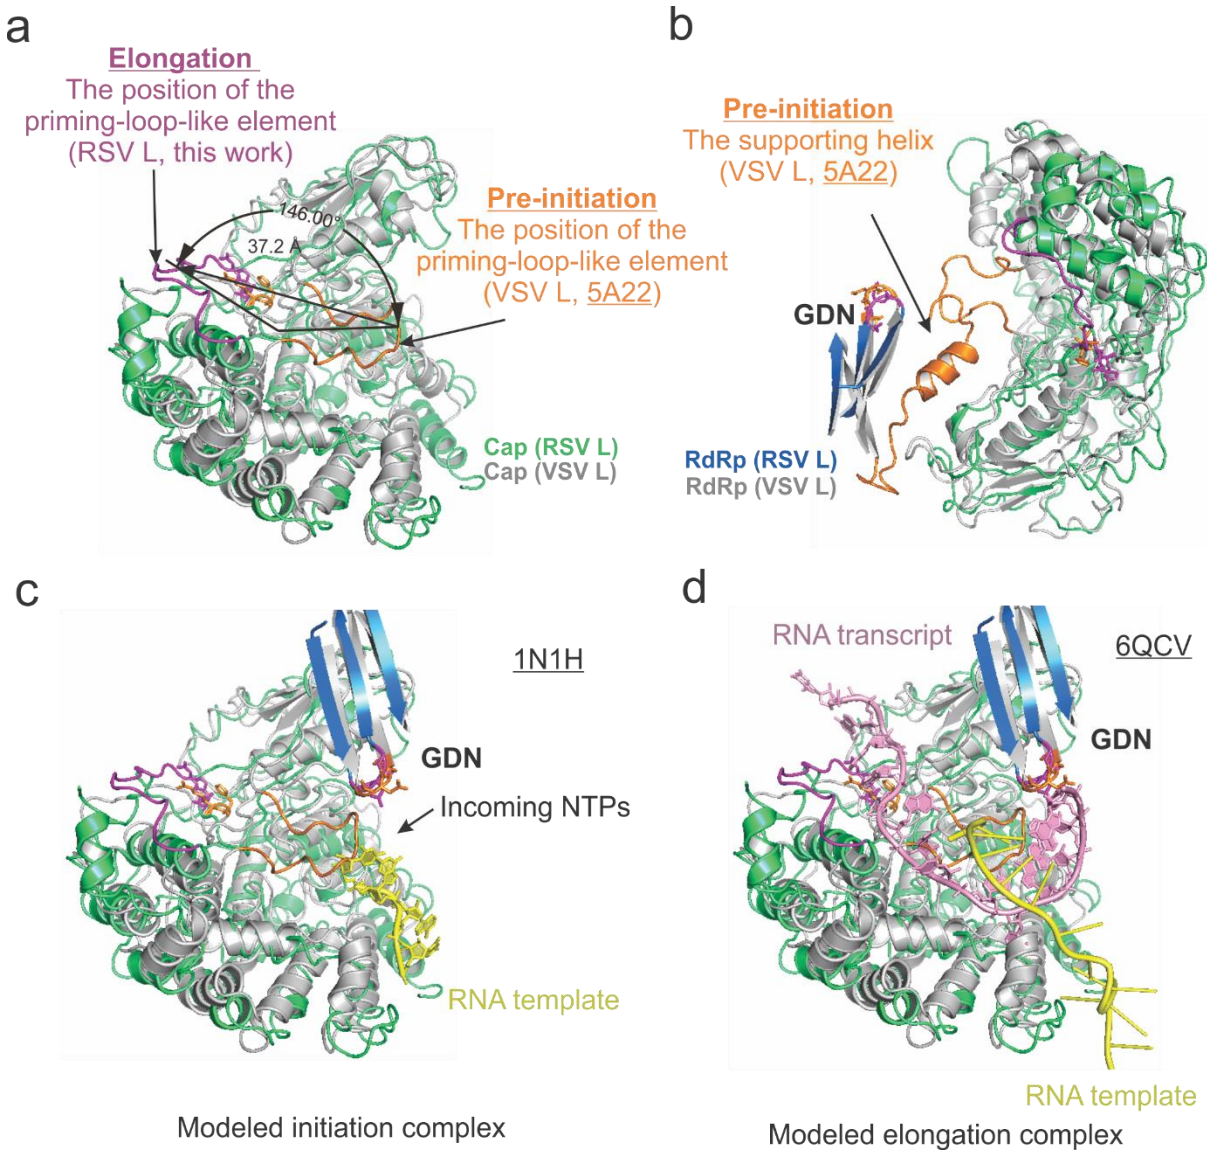 a
Elongation
The position of the
priming-loop-like element
(RSV L, this work)
146.00°
37.2 Å
Pre-initiation
The position of the
priming-loop-like element
(VSV L, 5A22)
Cap (RSV L)
Cap (VSV L)
b
Pre-initiation
The supporting helix
(VSV L, 5A22)
GDN
RdRp (RSV L)
RdRp (VSV L)
c
1N1H
GDN
Incoming NTPs
RNA template
Modeled initiation complex
d
RNA transcript
6QCV
GDN
RNA template
Modeled elongation complex